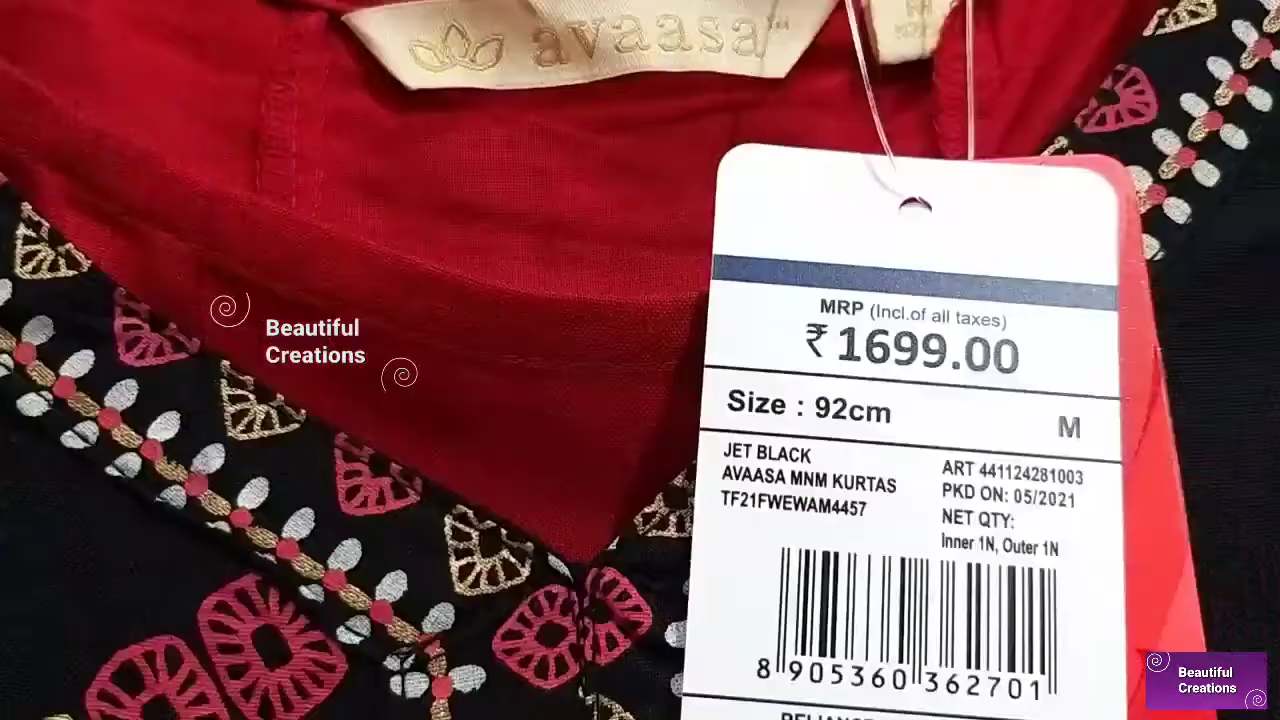 avaasa™
MRP (Incl.of all taxes)
₹1699.00
Size : 92cm
M
JET BLACK
AVAASA MNM KURTAS
TF21FWEWAM4457
ART 441124281003
PKD ON: 05/2021
NET QTY:
Inner 1N, Outer 1N
8 905360 362701
Beautiful
Creations
Beautiful
Creations